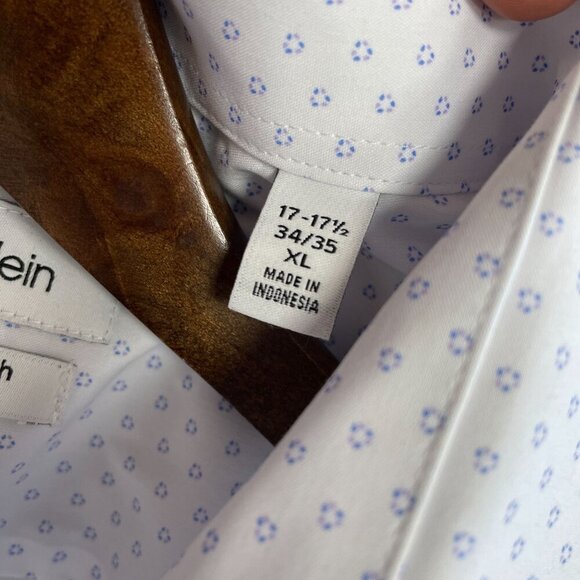 17-17½
34/35
XL
MADE IN
INDONESIA
lein
h